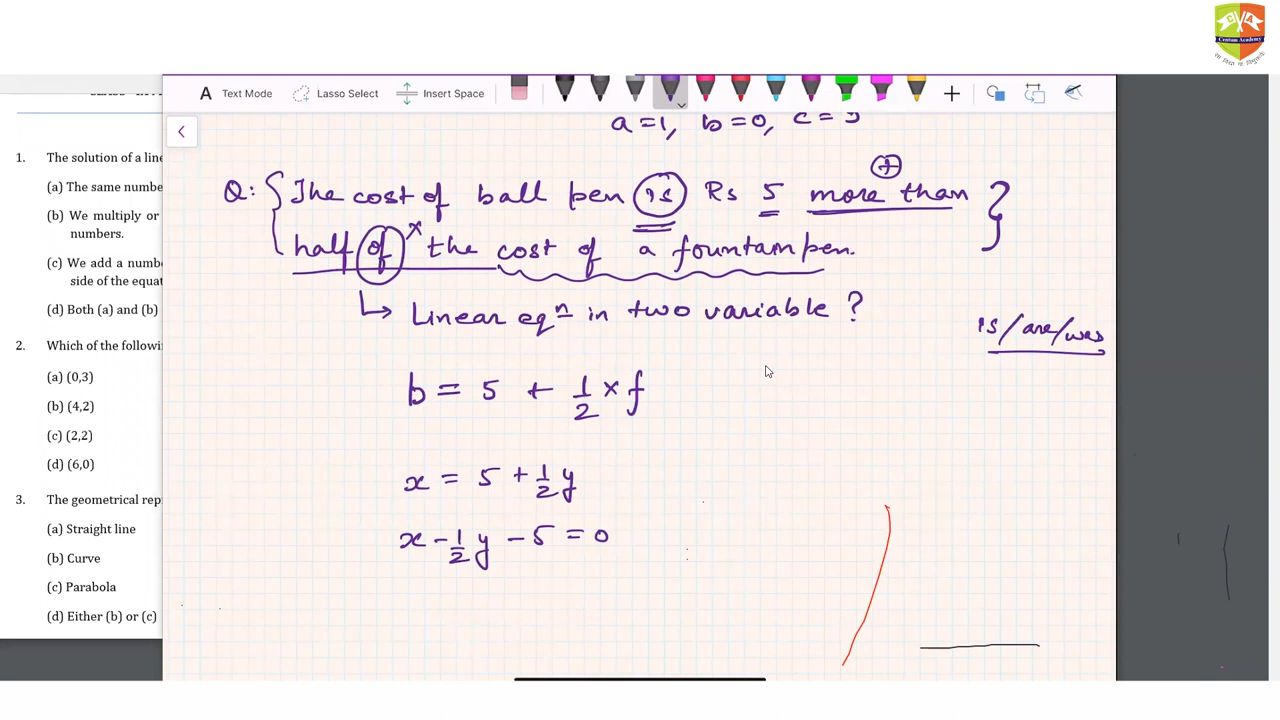 CVA
Centum Academy
A Text Mode Lasso Select Insert Space
a = 1, b = 0, c = 5
Q: The cost of ball pen is Rs 5 more than +
half of x the cost of a fountain pen.
↳ Linear eqn in two variable ?
is/are/was
b = 5 + 1/2 × f
x = 5 + 1/2 y
x - 1/2 y - 5 = 0
1. The solution of a line
(a) The same numbe
(b) We multiply or
numbers.
(c) We add a numb
side of the equat
(d) Both (a) and (b)
2. Which of the followi
(a) (0,3)
(b) (4,2)
(c) (2,2)
(d) (6,0)
3. The geometrical rep
(a) Straight line
(b) Curve
(c) Parabola
(d) Either (b) or (c)